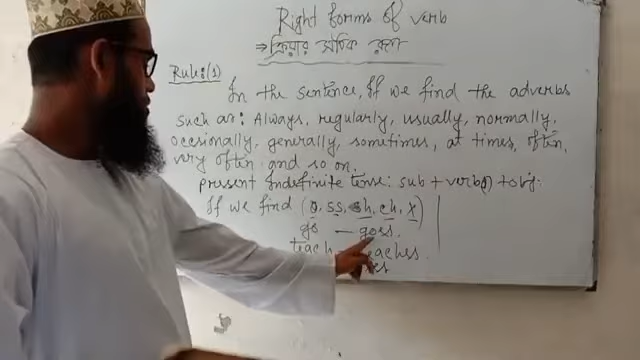 Right forms of verb
⇒ ক্রিয়ার সঠিক রূপ
Rule:(1)
In the sentence, If we find the adverbs
such as: Always, regularly, usually, normally,
occesionally, generally, sometimes, at times, often,
very often and so on.
present Indefinite tense: sub + verb(s) + obj:
If we find (o, ss, sh, ch, x)
go — goss.
teach
teaches